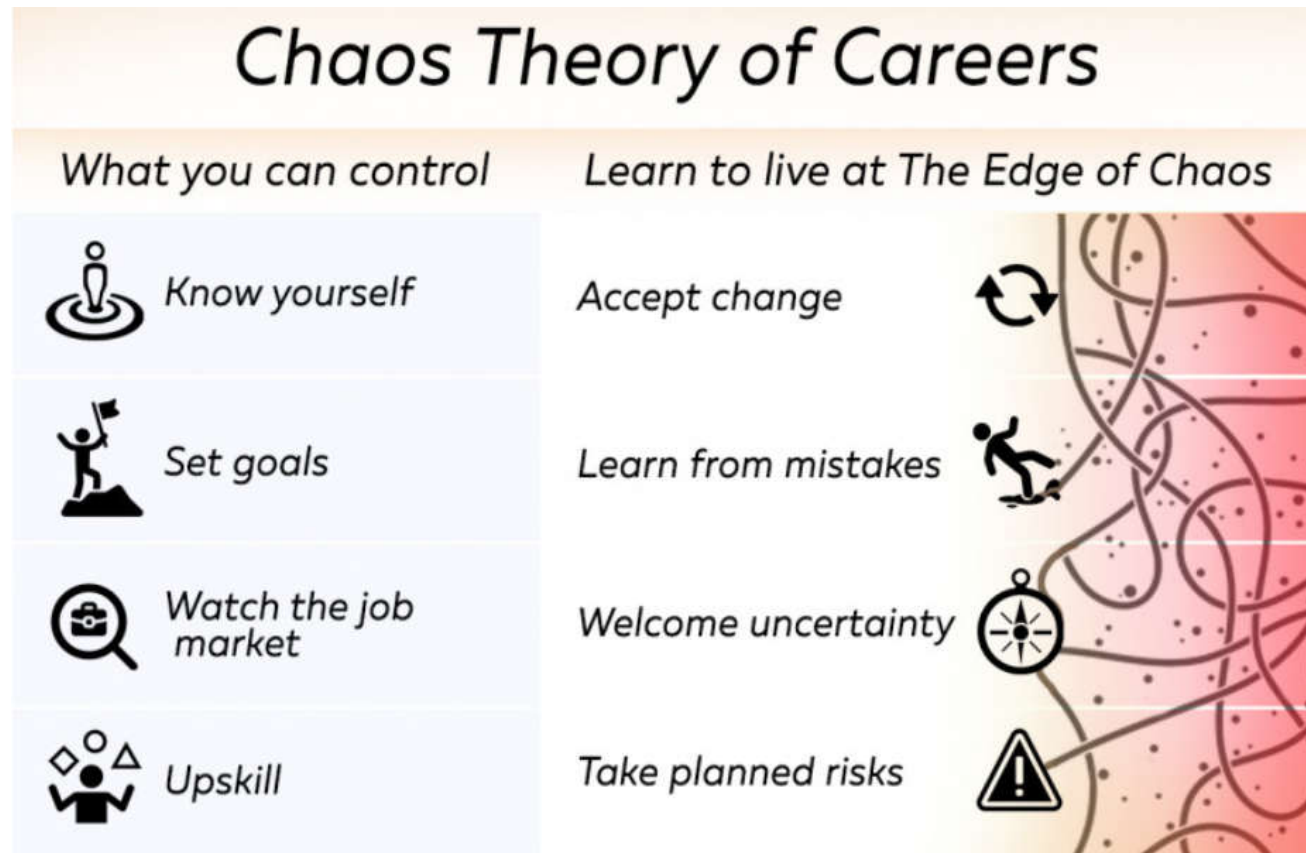 Chaos Theory of Careers
What you can control
Learn to live at The Edge of Chaos
Know yourself
Accept change
Set goals
Learn from mistakes
Watch the job
market
Welcome uncertainty
Upskill
Take planned risks